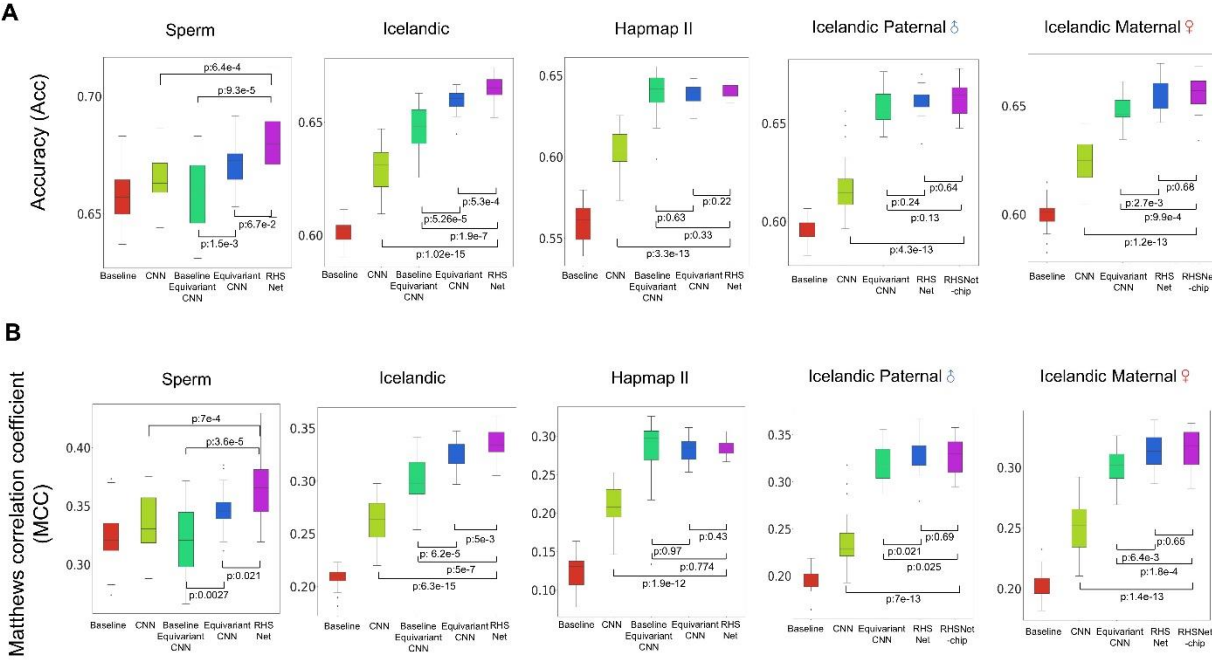 A
Sperm
Icelandic
Hapmap II
Icelandic Paternal ♂
Icelandic Maternal ♀
Accuracy (Acc)
0.70
0.65
p:6.4e-4
p:9.3e-5
p:6.7e-2
p:1.5e-3
Baseline CNN Baseline Equivariant RHS
Equivariant CNN Net
CNN
0.65
0.60
p:5.3e-4
p:5.26e-5
p:1.9e-7
p:1.02e-15
Baseline CNN Baseline Equivariant RHS
Equivariant CNN Net
CNN
0.65
0.60
0.55
p:0.22
p:0.63
p:0.33
p:3.3e-13
Baseline CNN Baseline Equivariant RHS
Equivariant CNN Net
CNN
0.65
0.60
p:0.64
p:0.24
p:0.13
p:4.3e-13
Baseline CNN Equivariant RHS RHSNet
CNN Net -chip
0.65
0.60
p:0.68
p:2.7e-3
p:9.9e-4
p:1.2e-13
Baseline CNN Equivariant RHS RHSNet
CNN Net -chip
B
Sperm
Icelandic
Hapmap II
Icelandic Paternal ♂
Icelandic Maternal ♀
Matthews correlation coefficient
(MCC)
0.40
0.35
0.30
p:7e-4
p:3.6e-5
p:0.021
p:0.0027
Baseline CNN Baseline Equivariant RHS
Equivariant CNN Net
CNN
0.35
0.30
0.25
0.20
p:5e-3
p: 6.2e-5
p:5e-7
p:6.3e-15
Baseline CNN Baseline Equivariant RHS
Equivariant CNN Net
CNN
0.30
0.25
0.20
0.15
0.10
p:0.43
p:0.97
p:0.774
p:1.9e-12
Baseline CNN Baseline Equivariant RHS
Equivariant CNN Net
CNN
0.35
0.30
0.25
0.20
p:0.69
p:0.021
p:0.025
p:7e-13
Baseline CNN Equivariant RHS RHSNet
CNN Net -chip
0.30
0.25
0.20
p:0.65
p:6.4e-3
p:1.8e-4
p:1.4e-13
Baseline CNN Equivariant RHS RHSNet
CNN Net -chip